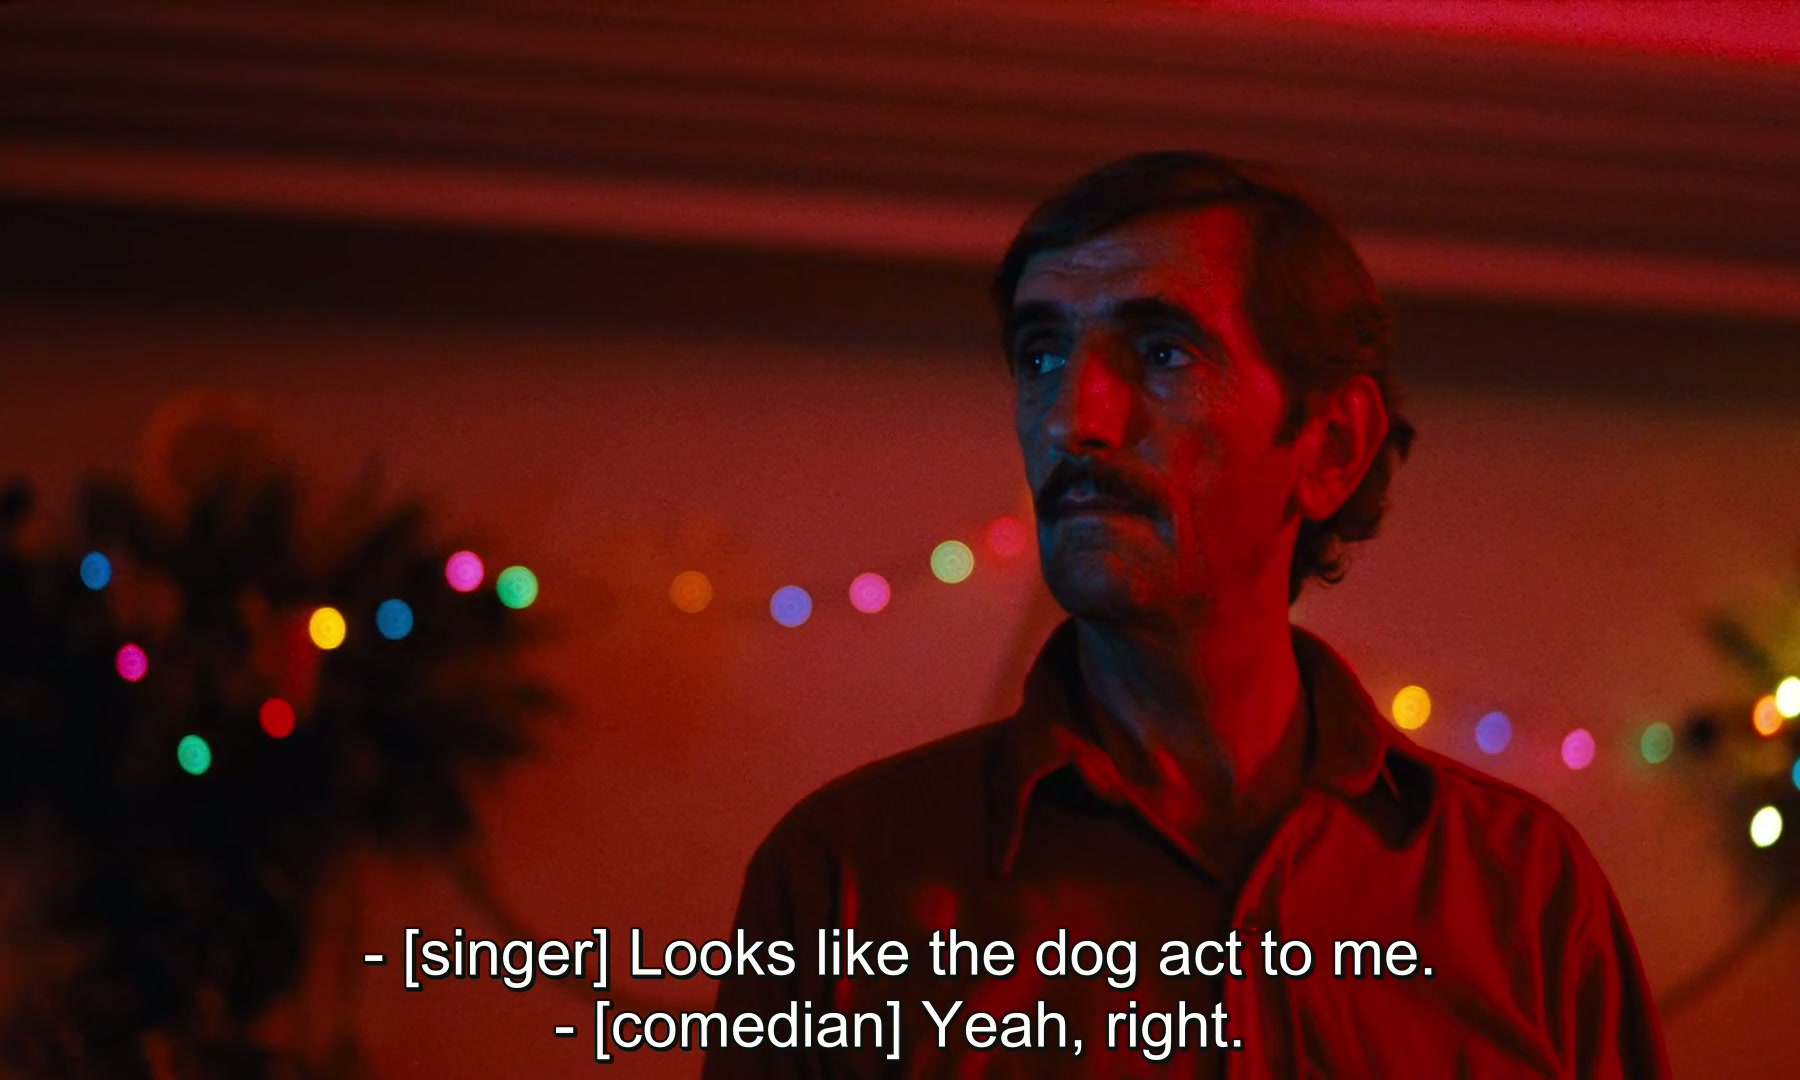 - [singer] Looks like the dog act to me.
- [comedian] Yeah, right.